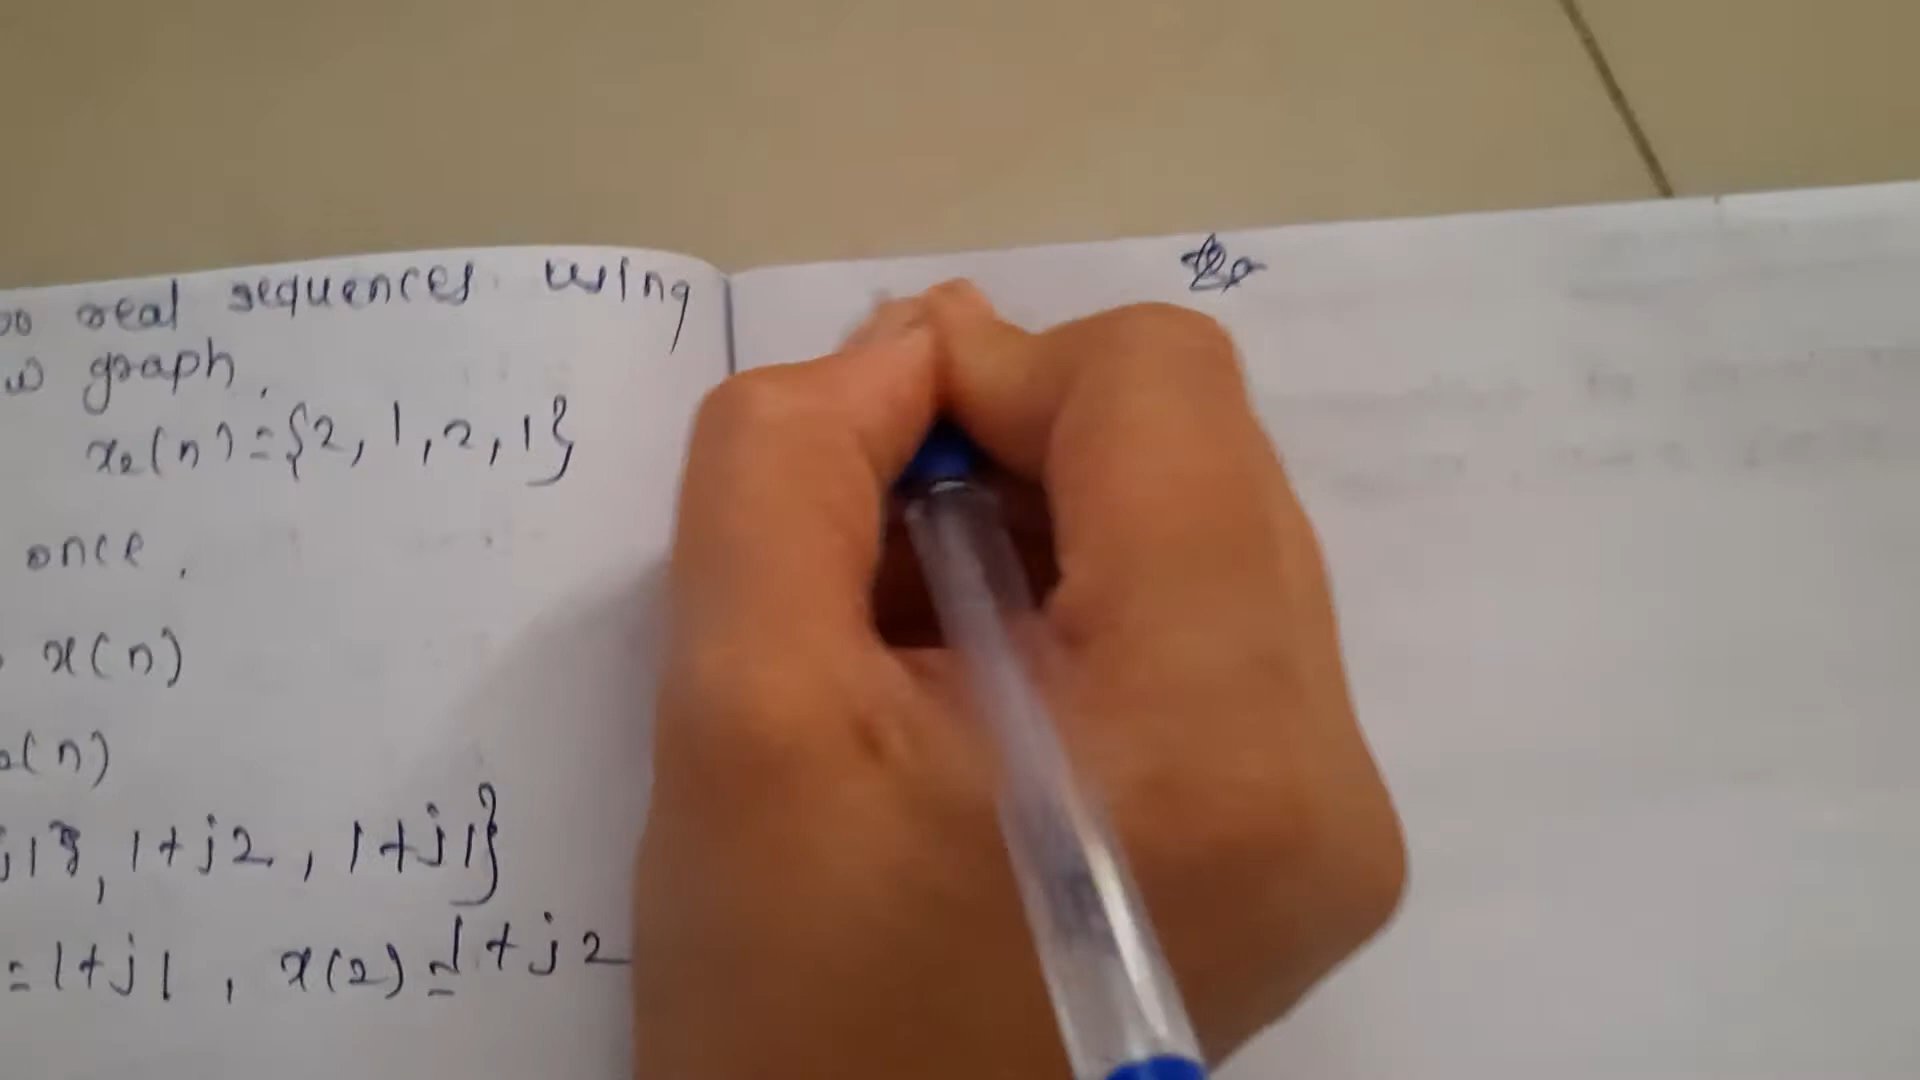 real sequences using
graph.
x2(n) = {2, 1, 2, 1}
once.
x(n)
(n)
j1}, 1+j2, 1+j1}
= 1+j1, x(2) = 1+j2